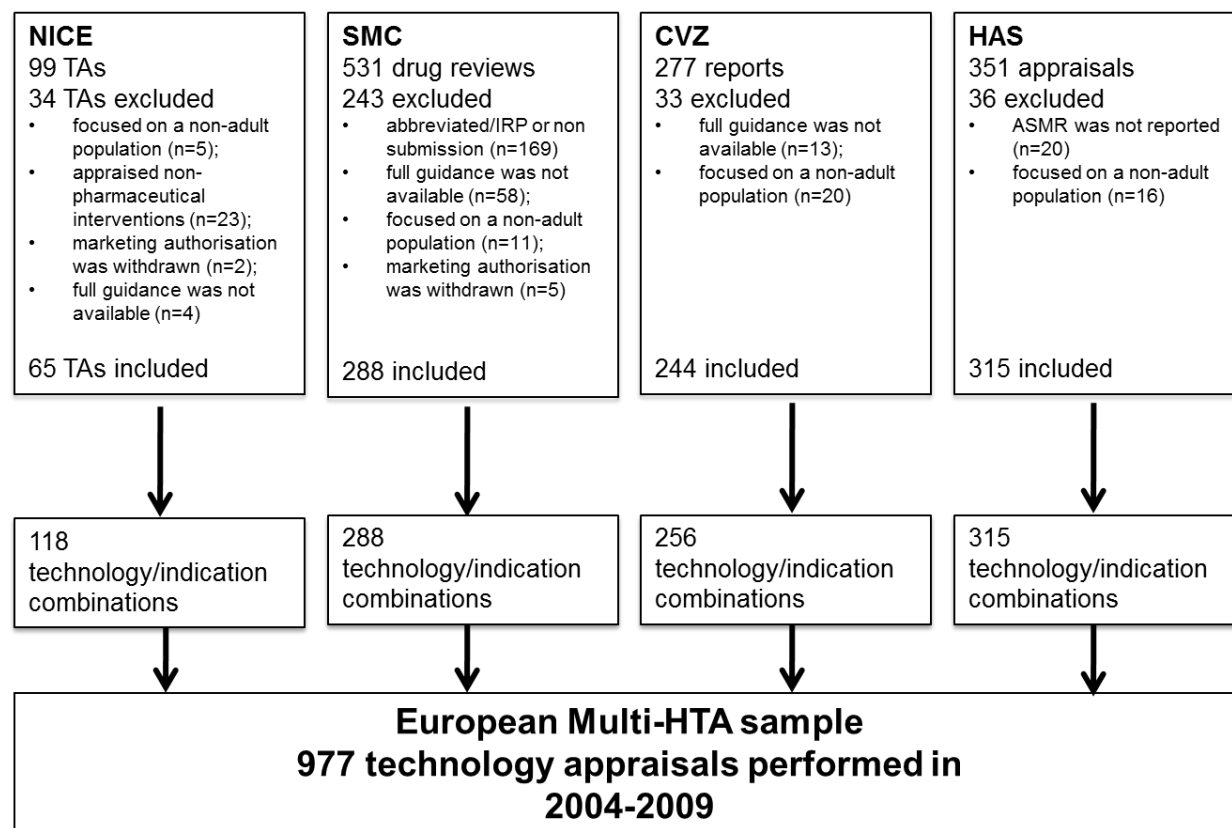 NICE
99 TAs
34 TAs excluded
• focused on a non-adult
population (n=5);
• appraised non-
pharmaceutical
interventions (n=23);
• marketing authorisation
was withdrawn (n=2);
• full guidance was not
available (n=4)
65 TAs included
SMC
531 drug reviews
243 excluded
• abbreviated/IRP or non
submission (n=169)
• full guidance was not
available (n=58);
• focused on a non-adult
population (n=11);
• marketing authorisation
was withdrawn (n=5)
288 included
CVZ
277 reports
33 excluded
• full guidance was not
available (n=13);
• focused on a non-adult
population (n=20)
244 included
HAS
351 appraisals
36 excluded
• ASMR was not reported
(n=20)
• focused on a non-adult
population (n=16)
315 included
118
technology/indication
combinations
288
technology/indication
combinations
256
technology/indication
combinations
315
technology/indication
combinations
European Multi-HTA sample
977 technology appraisals performed in
2004-2009